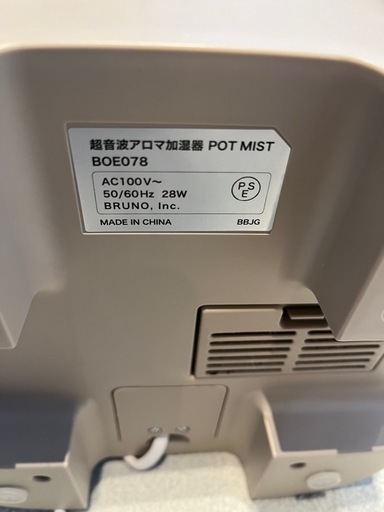 超音波アロマ加湿器 POT MIST
BOE078
AC100V～
50/60Hz 28W
BRUNO, Inc.
PS
E
MADE IN CHINA
BBJG